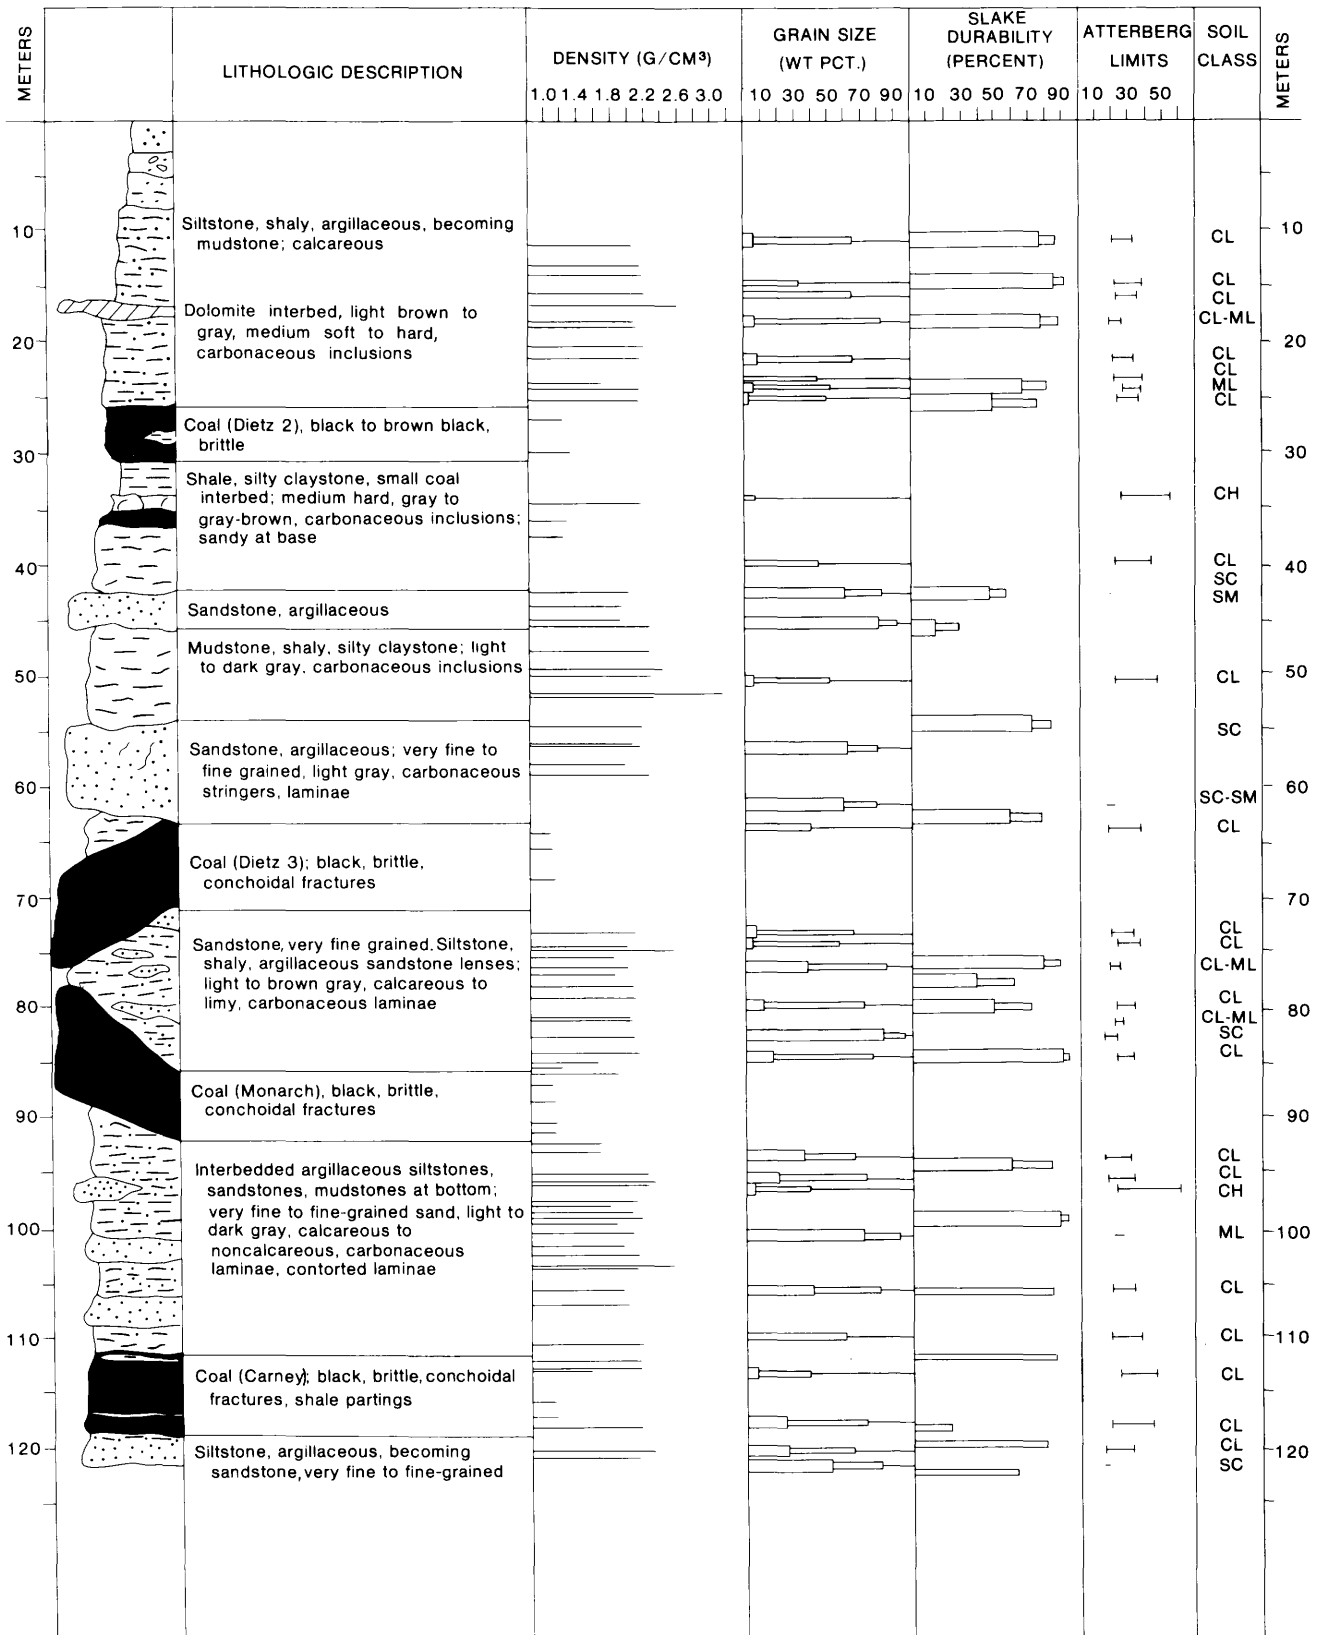 METERS
LITHOLOGIC DESCRIPTION
DENSITY (G/CM³)
1.0 1.4 1.8 2.2 2.6 3.0
GRAIN SIZE
(WT PCT.)
10 30 50 70 90
SLAKE
DURABILITY
(PERCENT)
10 30 50 70 90
ATTERBERG
LIMITS
10 30 50
SOIL
CLASS
METERS
10
20
30
40
50
60
70
80
90
100
110
120
Siltstone, shaly, argillaceous, becoming
mudstone; calcareous
Dolomite interbed, light brown to
gray, medium soft to hard,
carbonaceous inclusions
Coal (Dietz 2), black to brown black,
brittle
Shale, silty claystone, small coal
interbed; medium hard, gray to
gray-brown, carbonaceous inclusions;
sandy at base
Sandstone, argillaceous
Mudstone, shaly, silty claystone; light
to dark gray, carbonaceous inclusions
Sandstone, argillaceous; very fine to
fine grained, light gray, carbonaceous
stringers, laminae
Coal (Dietz 3); black, brittle,
conchoidal fractures
Sandstone, very fine grained. Siltstone,
shaly, argillaceous sandstone lenses;
light to brown gray, calcareous to
limy, carbonaceous laminae
Coal (Monarch), black, brittle,
conchoidal fractures
Interbedded argillaceous siltstones,
sandstones, mudstones at bottom;
very fine to fine-grained sand, light to
dark gray, calcareous to
noncalcareous, carbonaceous
laminae, contorted laminae
Coal (Carney); black, brittle, conchoidal
fractures, shale partings
Siltstone, argillaceous, becoming
sandstone, very fine to fine-grained
CL
CL
CL
CL-ML
CL
CL
ML
CL
CH
CL
SC
SM
CL
SC
SC-SM
CL
CL
CL
CL-ML
CL
CL-ML
SC
CL
CL
CL
CH
ML
CL
CL
CL
CL
CL
SC
10
20
30
40
50
60
70
80
90
100
110
120